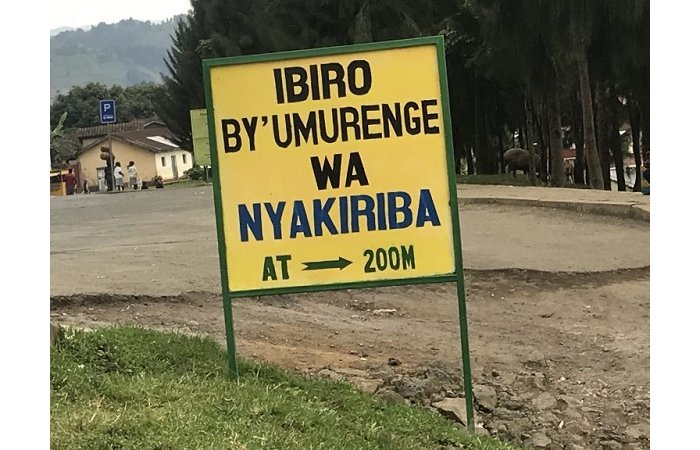 IBIRO
BY'UMURENGE
WA
NYAKIRIBA
AT → 200M
P